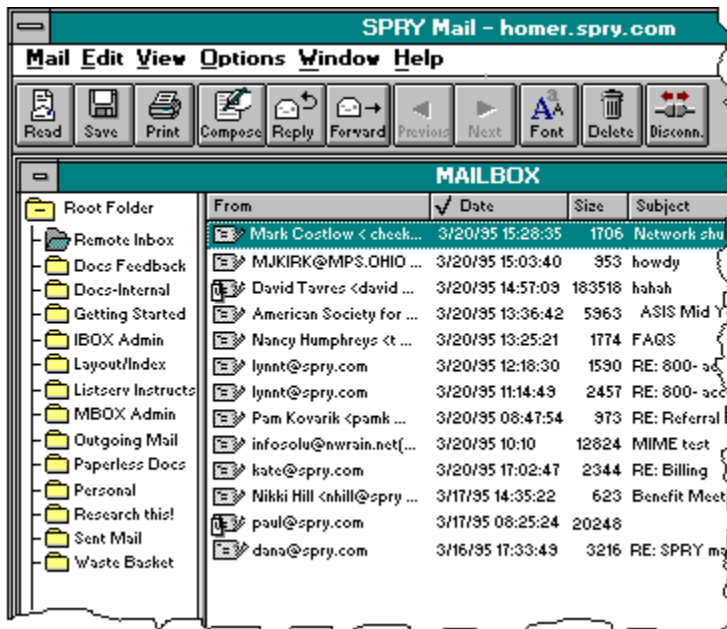 SPRY Mail - homer.spry.com
Mail Edit View Options Window Help
Read Save Print Compose Reply Forward Previous Next Font Delete Disconn.
MAILBOX
Root Folder
Remote Inbox
Docs Feedback
Docs-Internal
Getting Started
IBOX Admin
Layout/Index
Listserv Instructs
MBOX Admin
Outgoing Mail
Paperless Docs
Personal
Research this!
Sent Mail
Waste Basket
From Date Size Subject
Mark Costlow < cheek... 3/20/95 15:28:35 1706 Network shu
MJKIRK@MPS.OHIO ... 3/20/95 15:03:40 953 howdy
David Tavres <david ... 3/20/95 14:57:09 183518 hahah
American Society for ... 3/20/95 13:36:42 5963 ASIS Mid Y
Nancy Humphreys <t ... 3/20/95 13:25:21 1774 FAQS
lynnt@spry.com 3/20/95 12:18:30 1590 RE: 800- ac
lynnt@spry.com 3/20/95 11:14:49 2457 RE: 800- acc
Pam Kovarik <pamk ... 3/20/95 08:47:54 973 RE: Referral
infosolu@nwrain.net(... 3/20/95 10:10 12824 MIME test
kate@spry.com 3/20/95 17:02:47 2344 RE: Billing
Nikki Hill <nhill@spry ... 3/17/95 14:35:22 623 Benefit Meet
paul@spry.com 3/17/95 08:25:24 20248
dana@spry.com 3/16/95 17:33:49 3216 RE: SPRY ma